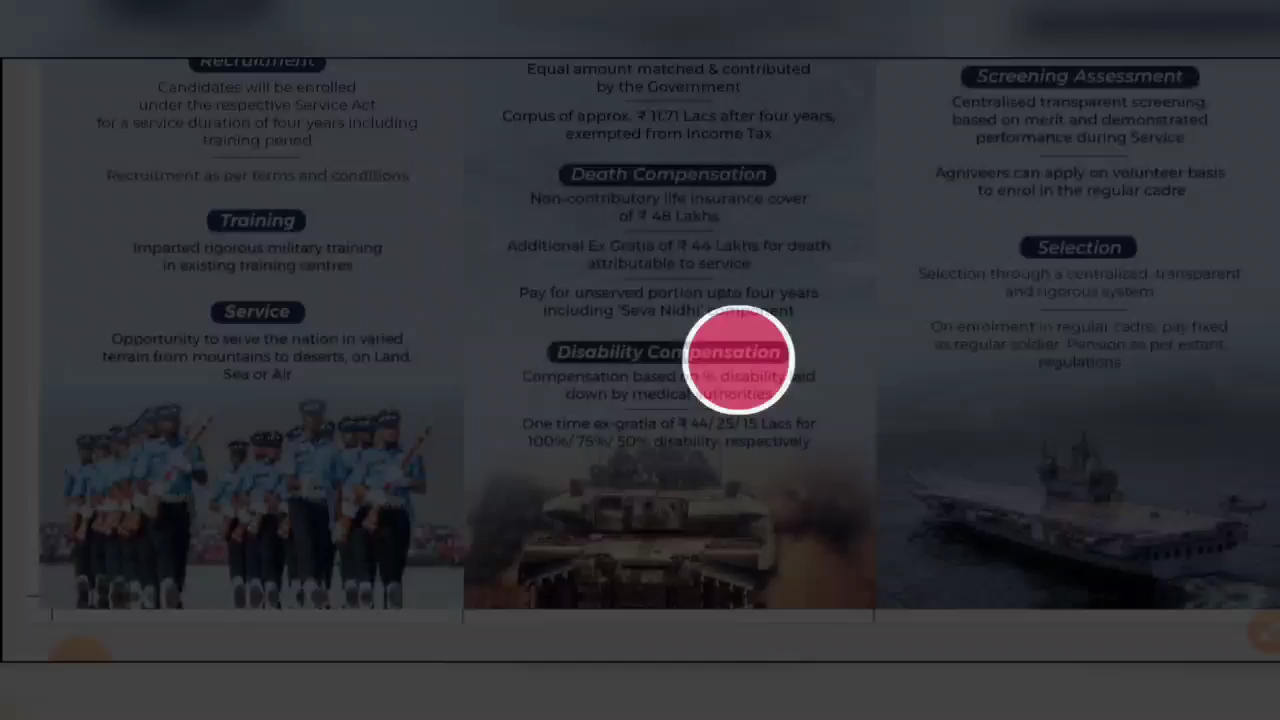 Recruitment
Candidates will be enrolled
under the respective Service Act
for a service duration of four years including
training period
Recruitment as per terms and conditions
Training
Imparted rigorous military training
in existing training centres
Service
Opportunity to serve the nation in varied
terrain from mountains to deserts, on Land,
Sea or Air
Equal amount matched & contributed
by the Government
Corpus of approx. ₹ 11.71 Lacs after four years,
exempted from Income Tax
Death Compensation
Non-contributory life insurance cover
of ₹ 48 Lakhs
Additional Ex Gratia of ₹ 44 Lakhs for death
attributable to service
Pay for unserved portion upto four years
including 'Seva Nidhi' component
Disability Compensation
Compensation based on % disability laid
down by medical authorities
One time ex-gratia of ₹ 44/ 25/ 15 Lacs for
100%/ 75%/ 50% disability, respectively
Screening Assessment
Centralised transparent screening,
based on merit and demonstrated
performance during Service
Agniveers can apply on volunteer basis
to enrol in the regular cadre
Selection
Selection through a centralized, transparent
and rigorous system
On enrolment in regular cadre, pay fixed
as regular soldier. Pension as per extant
regulations